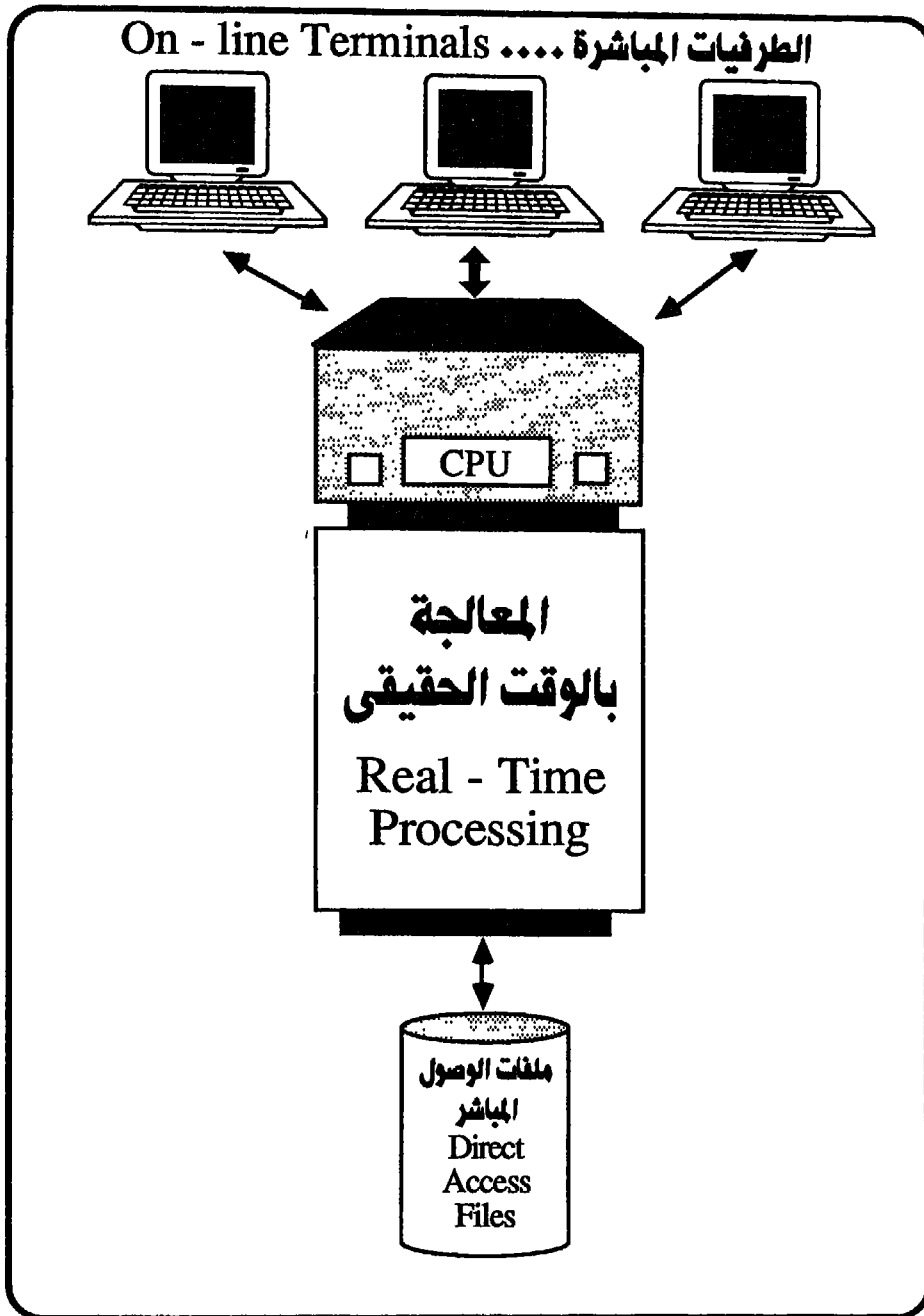 On - line Terminals .... الطرفيات المباشرة
CPU
المعالجة
بالوقت الحقيقى
Real - Time
Processing
ملفات الوصول
المباشر
Direct
Access
Files